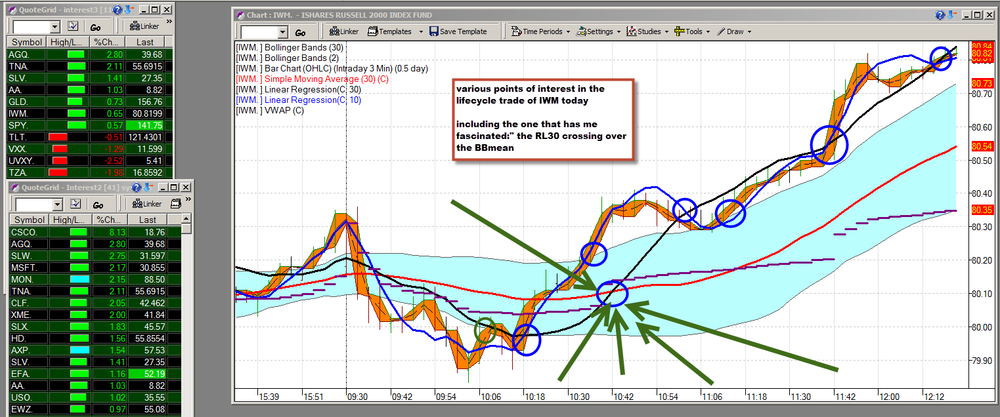 QuoteGrid - interest3 [11
Go
Linker
»
Symbol High/L... %Ch... Last
AGQ. 2.80 39.68
TNA. 2.11 55.6915
SLV. 1.41 27.35
AA. 1.03 8.82
GLD. 0.73 156.76
IWM. 0.65 80.8199
SPY. 0.57 141.75
TLT. -0.51 121.4301
VXX. -1.29 11.599
UVXY. -2.52 5.41
TZA. -1.98 16.8592
QuoteGrid - Interest2 [41] sy
Go
Linker
»
Symbol High/L... %Ch... Last
CSCO. 8.13 18.76
AGQ. 2.80 39.68
SLW. 2.75 31.597
MSFT. 2.17 30.855
MON. 2.15 88.50
TNA. 2.11 55.6915
CLF. 2.05 42.462
XME. 2.00 41.84
SLX. 1.83 45.57
HD. 1.56 55.8554
AXP. 1.54 57.53
SLV. 1.41 27.35
EFA. 1.16 52.19
AA. 1.03 8.82
USO. 1.02 35.55
EWZ. 0.97 55.08
Chart : IWM. - ISHARES RUSSELL 2000 INDEX FUND
Go Linker Templates Save Template Time Periods Settings Studies Tools Draw
[IWM. ] Bollinger Bands (30)
[IWM. ] Bollinger Bands (2)
[IWM. ] Bar Chart (OHLC) (Intraday 3 Min) (0.5 day)
[IWM. ] Simple Moving Average (30) (C)
[IWM. ] Linear Regression(C, 30)
[IWM. ] Linear Regression(C, 10)
[IWM. ] VWAP (C)
various points of interest in the
lifecycle trade of IWM today
including the one that has me
fascinated:" the RL30 crossing over
the BBmean
80.84
80.82
80.73
80.70
80.60
80.54
80.50
80.40
80.35
80.30
80.20
80.10
80.00
79.90
15:39 15:51 09:30 09:42 09:54 10:06 10:18 10:30 10:42 10:54 11:06 11:18 11:30 11:42 12:00 12:12